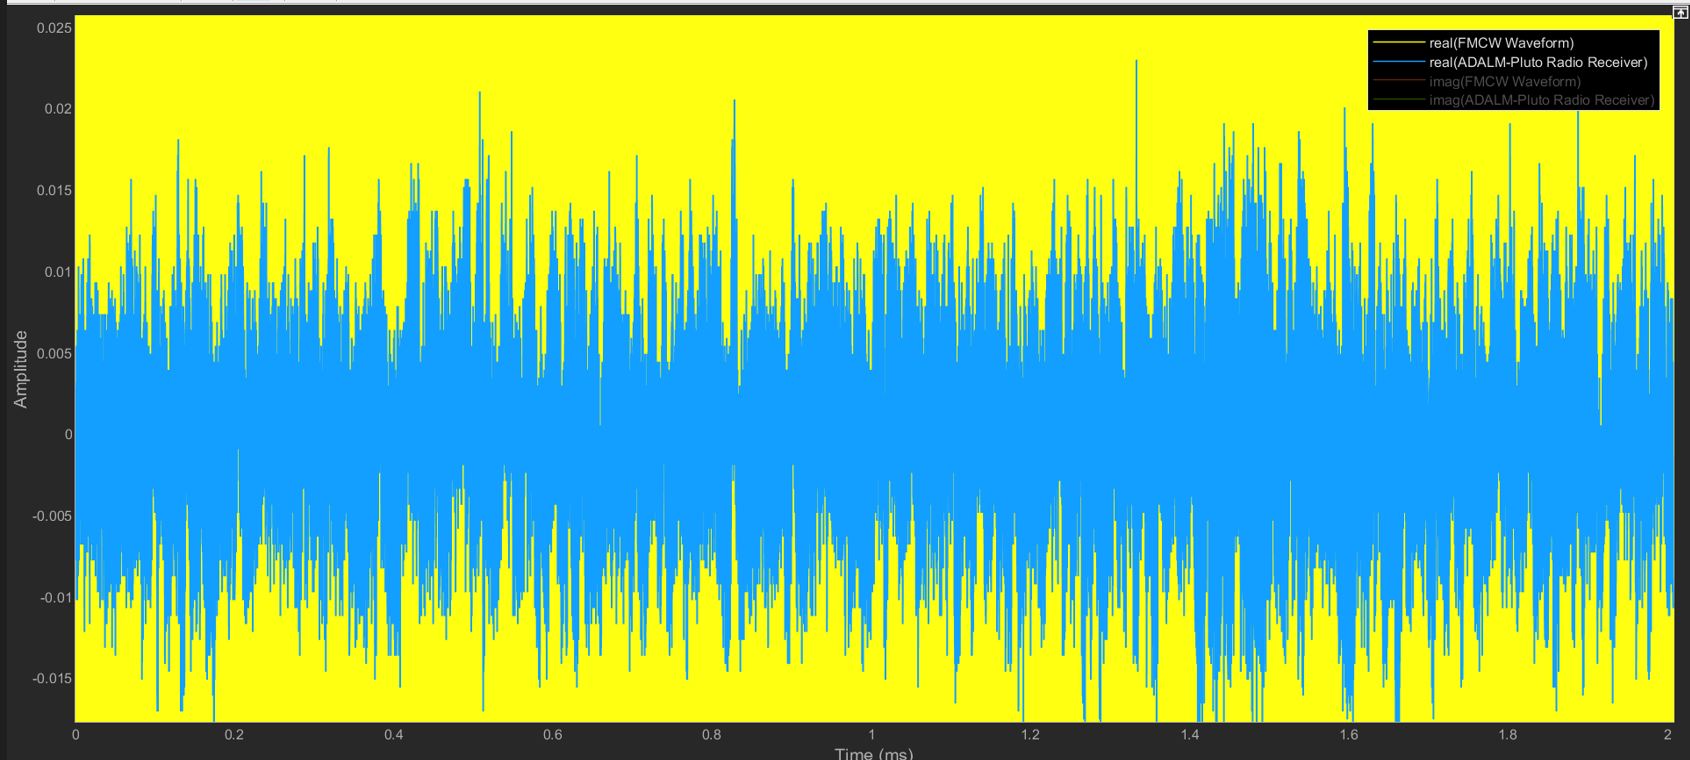 real(FMCW Waveform)
real(ADALM-Pluto Radio Receiver)
imag(FMCW Waveform)
imag(ADALM-Pluto Radio Receiver)
0.025
0.02
0.015
0.01
0.005
0
-0.005
-0.01
-0.015
Amplitude
0 0.2 0.4 0.6 0.8 1 1.2 1.4 1.6 1.8 2
Time (ms)